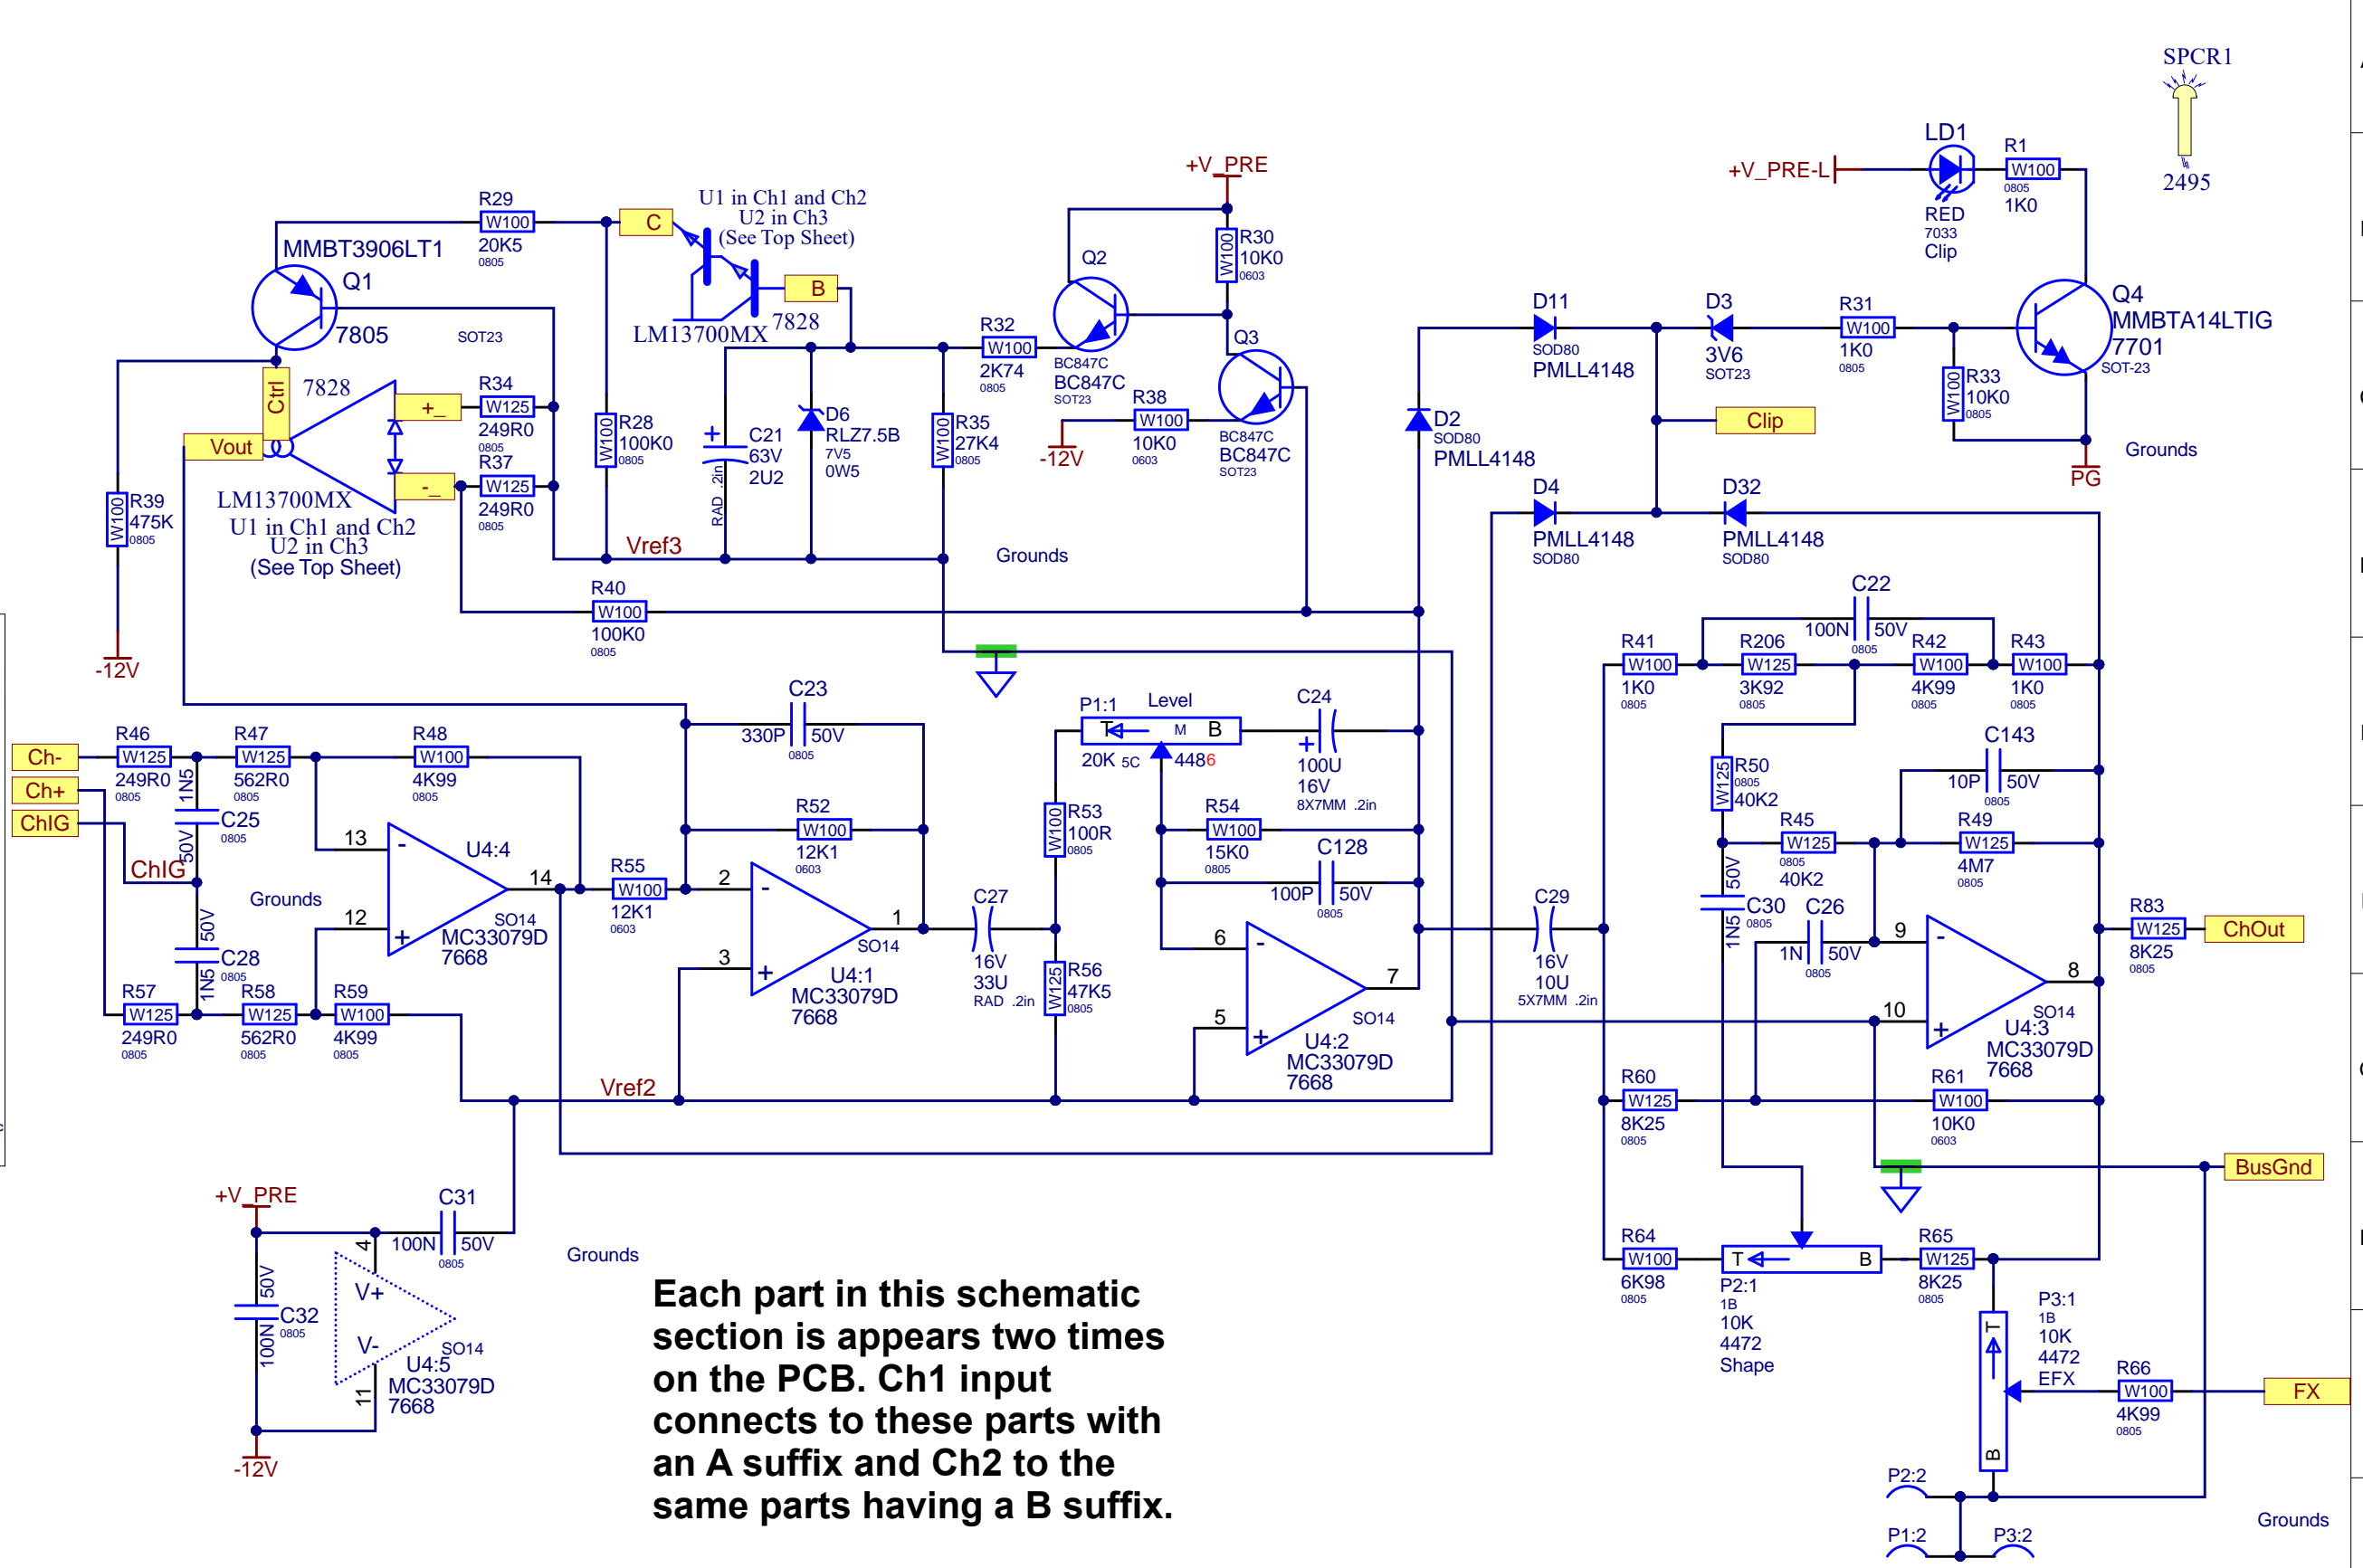 SPCR1
2495
+V_PRE-L
LD1
RED
7033
Clip
R1
W100
0805
1K0
+V_PRE
R29
W100
20K5
0805
C
U1 in Ch1 and Ch2
U2 in Ch3
(See Top Sheet)
B
LM13700MX
7828
MMBT3906LT1
Q1
7805
SOT23
Q2
BC847C
BC847C
SOT23
R30
W100
10K0
0603
Q3
BC847C
BC847C
SOT23
R32
W100
2K74
0805
R38
W100
10K0
0603
-12V
D11
SOD80
PMLL4148
D3
3V6
SOT23
R31
W100
1K0
0805
Q4
MMBTA14LTIG
7701
SOT-23
R33
W100
10K0
0805
Grounds
PG
Clip
D2
SOD80
PMLL4148
D4
PMLL4148
SOD80
D32
PMLL4148
SOD80
Ctrl
7828
+_
-_
Vout
R34
W125
249R0
0805
R37
W125
249R0
0805
LM13700MX
U1 in Ch1 and Ch2
U2 in Ch3
(See Top Sheet)
R39
W100
475K
0805
-12V
R28
W100
100K0
0805
C21
+
63V
2U2
RAD .2in
D6
RLZ7.5B
7V5
0W5
R35
W100
27K4
0805
Vref3
Grounds
R40
W100
100K0
0805
C22
100N
50V
0805
R41
W100
1K0
0805
R206
W125
3K92
0805
R42
W100
4K99
0805
R43
W100
1K0
0805
R50
W125
0805
40K2
C143
10P
50V
0805
R45
W125
0805
40K2
R49
W125
4M7
0805
C30
50V
1N5
0805
C26
1N
50V
0805
9
-
10
+
8
SO14
U4:3
MC33079D
7668
R83
W125
8K25
0805
ChOut
Ch-
Ch+
ChIG
R46
W125
249R0
0805
R47
W125
562R0
0805
R48
W100
4K99
0805
C25
1N5
50V
0805
ChIG
Grounds
C28
50V
1N5
0805
R57
W125
249R0
0805
R58
W125
562R0
0805
R59
W100
4K99
0805
13
-
12
+
14
U4:4
SO14
MC33079D
7668
C23
330P
50V
0805
R52
W100
12K1
0603
R55
W100
12K1
0603
2
-
3
+
1
SO14
U4:1
MC33079D
7668
C27
16V
33U
RAD .2in
P1:1
Level
T
M
B
20K
5C
4486
C24
+
100U
16V
8X7MM .2in
R53
W100
100R
0805
R54
W100
15K0
0805
C128
100P
50V
0805
R56
W125
47K5
0805
6
-
5
+
7
SO14
U4:2
MC33079D
7668
C29
16V
10U
5X7MM .2in
Vref2
R60
W125
8K25
0805
R61
W100
10K0
0603
BusGnd
R64
W100
6K98
0805
T
B
P2:1
1B
10K
4472
Shape
R65
W125
8K25
0805
P3:1
1B
10K
4472
EFX
T
B
R66
W100
4K99
0805
FX
P2:2
P1:2
P3:2
Grounds
+V_PRE
C31
100N
50V
0805
C32
50V
100N
0805
4
V+
V-
11
SO14
U4:5
MC33079D
7668
-12V
Grounds
Each part in this schematic
section is appears two times
on the PCB. Ch1 input
connects to these parts with
an A suffix and Ch2 to the
same parts having a B suffix.